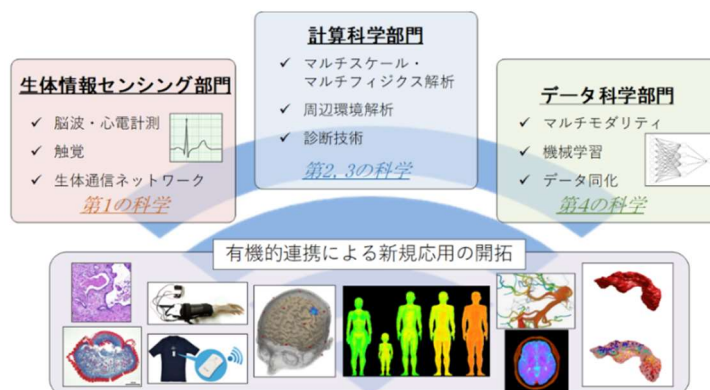 計算科学部門
✓ マルチスケール・
マルチフィジクス解析
✓ 周辺環境解析
✓ 診断技術
第2, 3の科学
生体情報センシング部門
✓ 脳波・心電計測
✓ 触覚
✓ 生体通信ネットワーク
第1の科学
データ科学部門
✓ マルチモダリティ
✓ 機械学習
✓ データ同化
第4の科学
有機的連携による新規応用の開拓